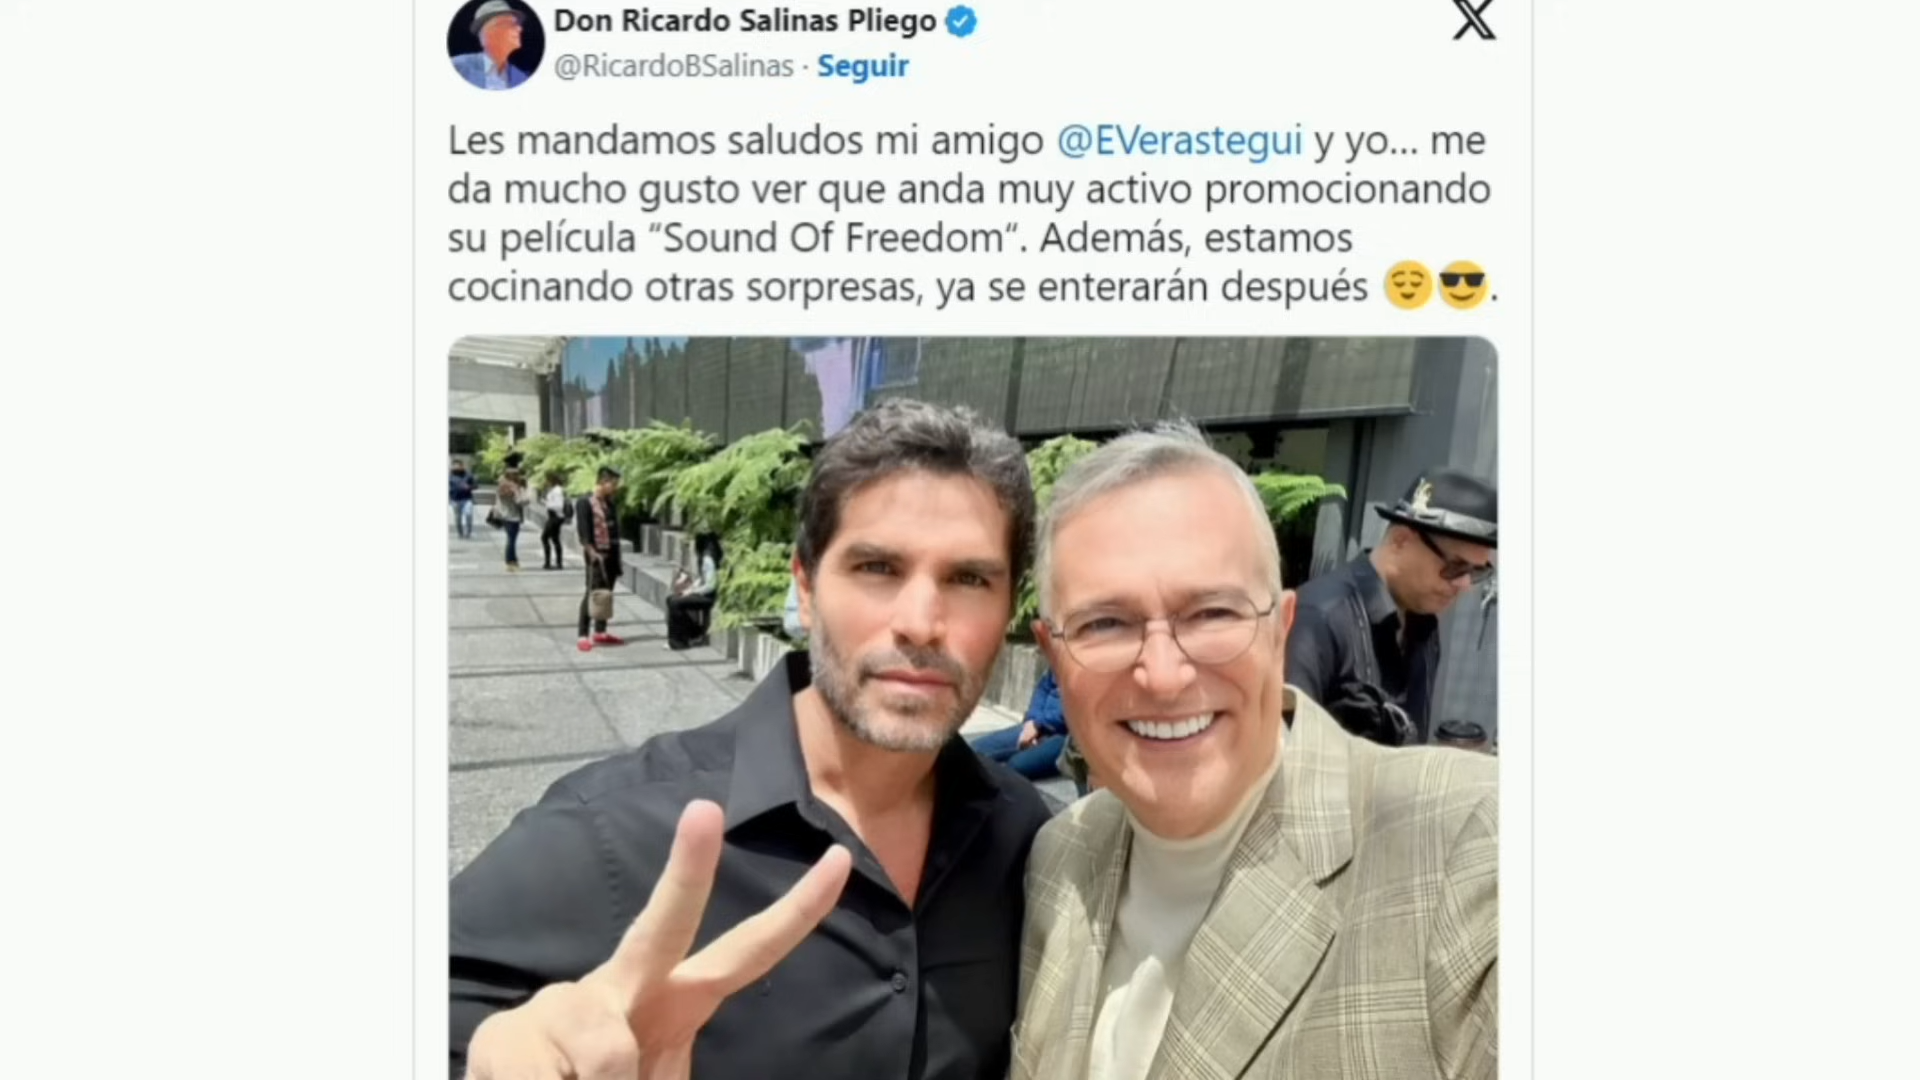 Don Ricardo Salinas Pliego
@RicardoBSalinas · Seguir
Les mandamos saludos mi amigo @EVerastegui y yo... me
da mucho gusto ver que anda muy activo promocionando
su película “Sound Of Freedom“. Además, estamos
cocinando otras sorpresas, ya se enterarán después 😌😎.